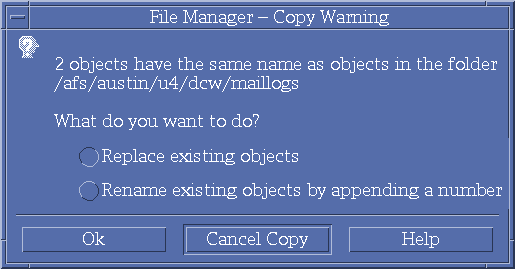 File Manager – Copy Warning
2 objects have the same name as objects in the folder
/afs/austin/u4/dcw/maillogs
What do you want to do?
Replace existing objects
Rename existing objects by appending a number
Ok Cancel Copy Help